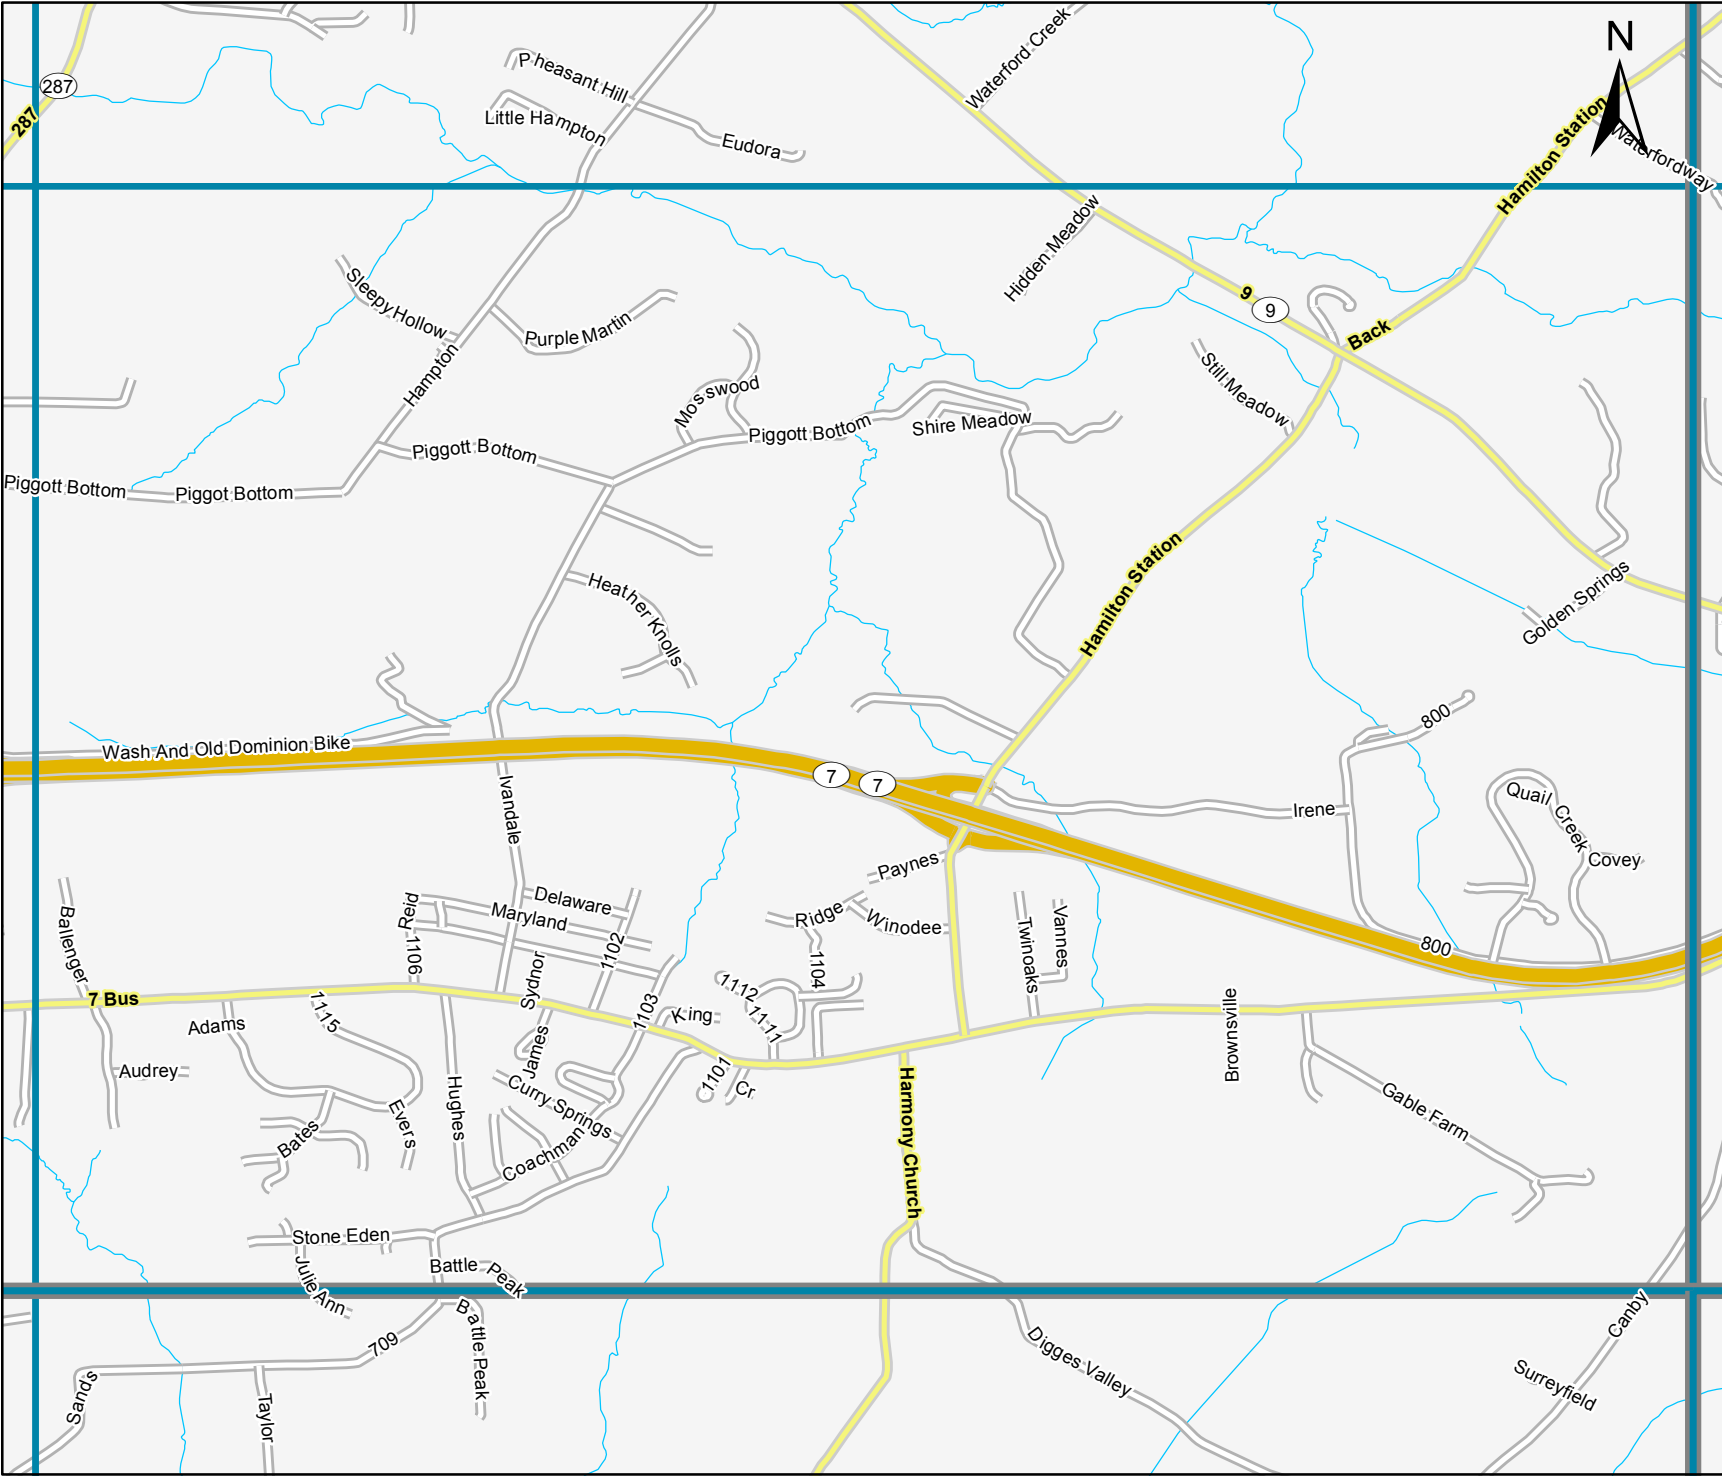 N
Waterford Creek
Pheasant Hill
287
287
Hamilton Station
Little Hampton
Eudora
Waterfordway
Hidden Meadow
Sleepy Hollow
9
9
Purple Martin
Back
Hampton
Still Meadow
Mosswood
Piggott Bottom
Shire Meadow
Piggott Bottom
Piggott Bottom
Piggot Bottom
Hamilton Station
Golden Springs
Heather Knolls
800
Wash And Old Dominion Bike
7
7
Ivandale
Irene
Quail Creek
Covey
Paynes
Delaware
Reid
Maryland
Ridge
Winodee
Ballenger
1106
1102
Twinoaks
Vannes
800
Sydnor
1104
1112
7 Bus
1115
1103
King
1111
Adams
Brownsville
James
Audrey
1101
Cr
Hughes
Curry Springs
Evers
Harmony Church
Gable Farm
Bates
Coachman
Stone Eden
Battle Peak
Julie Ann
Battle Peak
709
Canby
Digges Valley
Sands
Taylor
Surreyfield